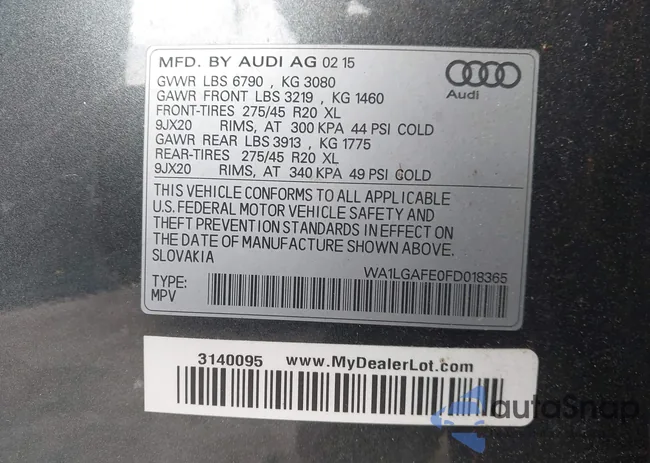 MFD. BY AUDI AG 02 15
GVWR LBS 6790 , KG 3080
GAWR FRONT LBS 3219 , KG 1460
FRONT-TIRES 275/45 R20 XL
9JX20 RIMS, AT 300 KPA 44 PSI COLD
GAWR REAR LBS 3913 , KG 1775
REAR-TIRES 275/45 R20 XL
9JX20 RIMS, AT 340 KPA 49 PSI COLD
Audi
THIS VEHICLE CONFORMS TO ALL APPLICABLE
U.S. FEDERAL MOTOR VEHICLE SAFETY AND
THEFT PREVENTION STANDARDS IN EFFECT ON
THE DATE OF MANUFACTURE SHOWN ABOVE.
SLOVAKIA
WA1LGAFE0FD018365
TYPE:
MPV
3140095 www.MyDealerLot.com
autoSnap